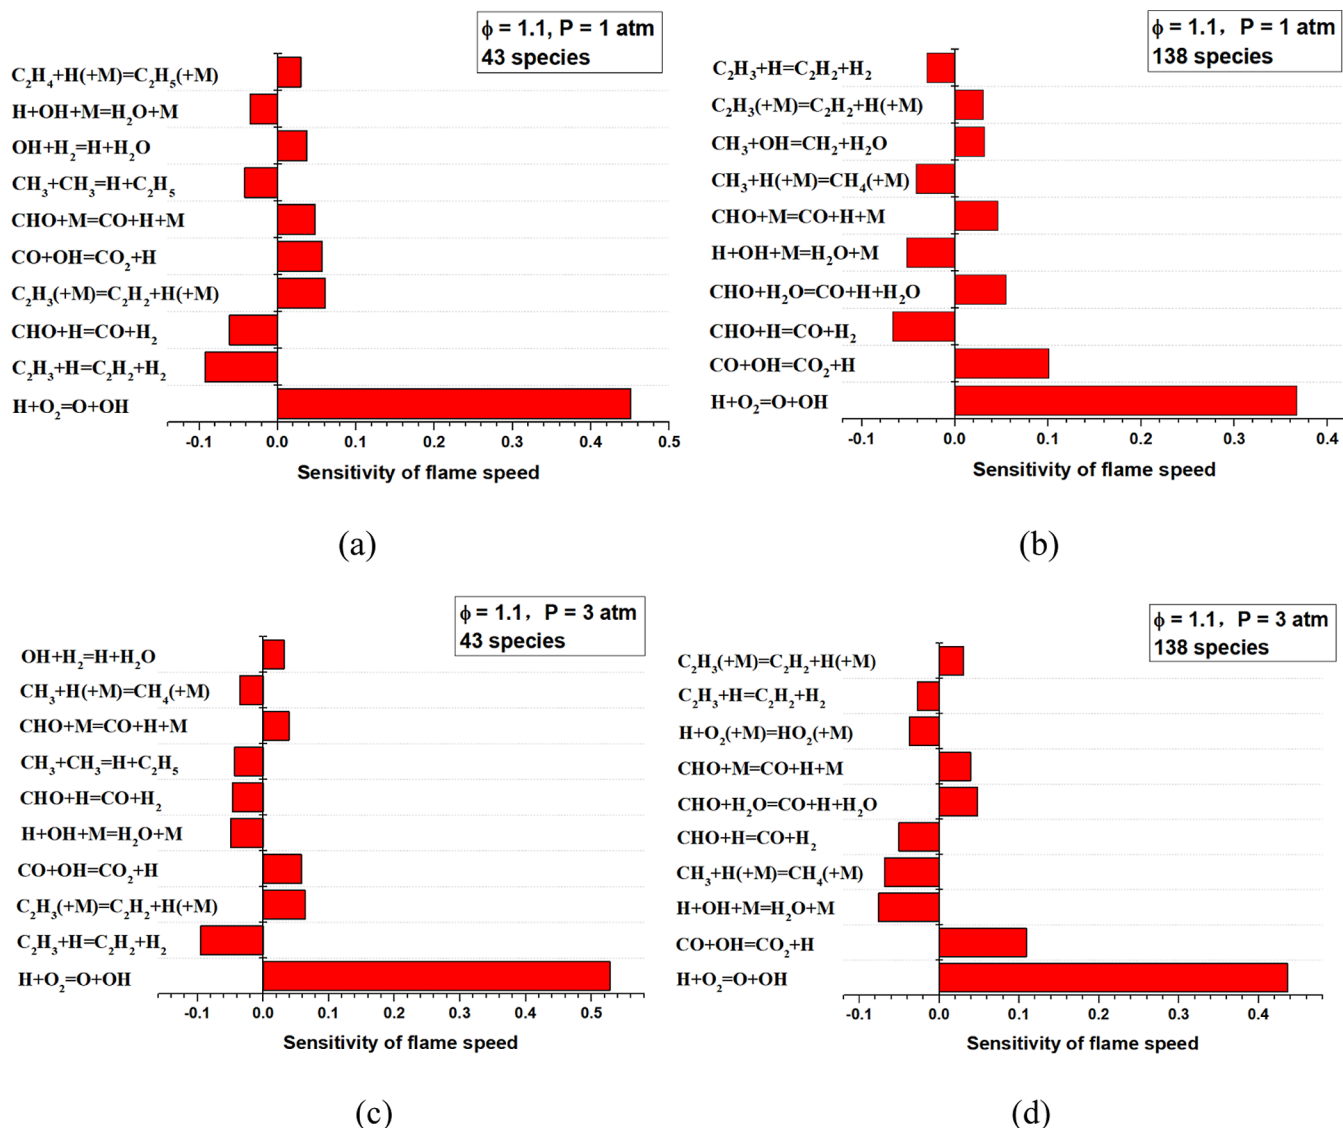 ϕ = 1.1, P = 1 atm
43 species
C₂H₄+H(+M)=C₂H₅(+M)
H+OH+M=H₂O+M
OH+H₂=H+H₂O
CH₃+CH₃=H+C₂H₅
CHO+M=CO+H+M
CO+OH=CO₂+H
C₂H₃(+M)=C₂H₂+H(+M)
CHO+H=CO+H₂
C₂H₃+H=C₂H₂+H₂
H+O₂=O+OH
-0.1 0.0 0.1 0.2 0.3 0.4 0.5
Sensitivity of flame speed
(a)
ϕ = 1.1, P = 1 atm
138 species
C₂H₃+H=C₂H₂+H₂
C₂H₃(+M)=C₂H₂+H(+M)
CH₃+OH=CH₂+H₂O
CH₃+H(+M)=CH₄(+M)
CHO+M=CO+H+M
H+OH+M=H₂O+M
CHO+H₂O=CO+H+H₂O
CHO+H=CO+H₂
CO+OH=CO₂+H
H+O₂=O+OH
-0.1 0.0 0.1 0.2 0.3 0.4
Sensitivity of flame speed
(b)
ϕ = 1.1, P = 3 atm
43 species
OH+H₂=H+H₂O
CH₃+H(+M)=CH₄(+M)
CHO+M=CO+H+M
CH₃+CH₃=H+C₂H₅
CHO+H=CO+H₂
H+OH+M=H₂O+M
CO+OH=CO₂+H
C₂H₃(+M)=C₂H₂+H(+M)
C₂H₃+H=C₂H₂+H₂
H+O₂=O+OH
-0.1 0.0 0.1 0.2 0.3 0.4 0.5
Sensitivity of flame speed
(c)
ϕ = 1.1, P = 3 atm
138 species
C₂H₃(+M)=C₂H₂+H(+M)
C₂H₃+H=C₂H₂+H₂
H+O₂(+M)=HO₂(+M)
CHO+M=CO+H+M
CHO+H₂O=CO+H+H₂O
CHO+H=CO+H₂
CH₃+H(+M)=CH₄(+M)
H+OH+M=H₂O+M
CO+OH=CO₂+H
H+O₂=O+OH
-0.1 0.0 0.1 0.2 0.3 0.4
Sensitivity of flame speed
(d)